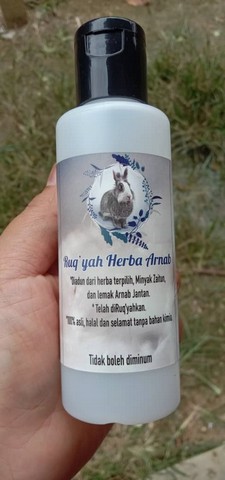 Ruq'yah Herba Arnab
*Diadun dari herba terpilih, Minyak Zaitun,
dan lemak Arnab Jantan.
* Telah diRuq'yahkan.
*100% asli, halal dan selamat tanpa bahan kimia.
Tidak boleh diminum